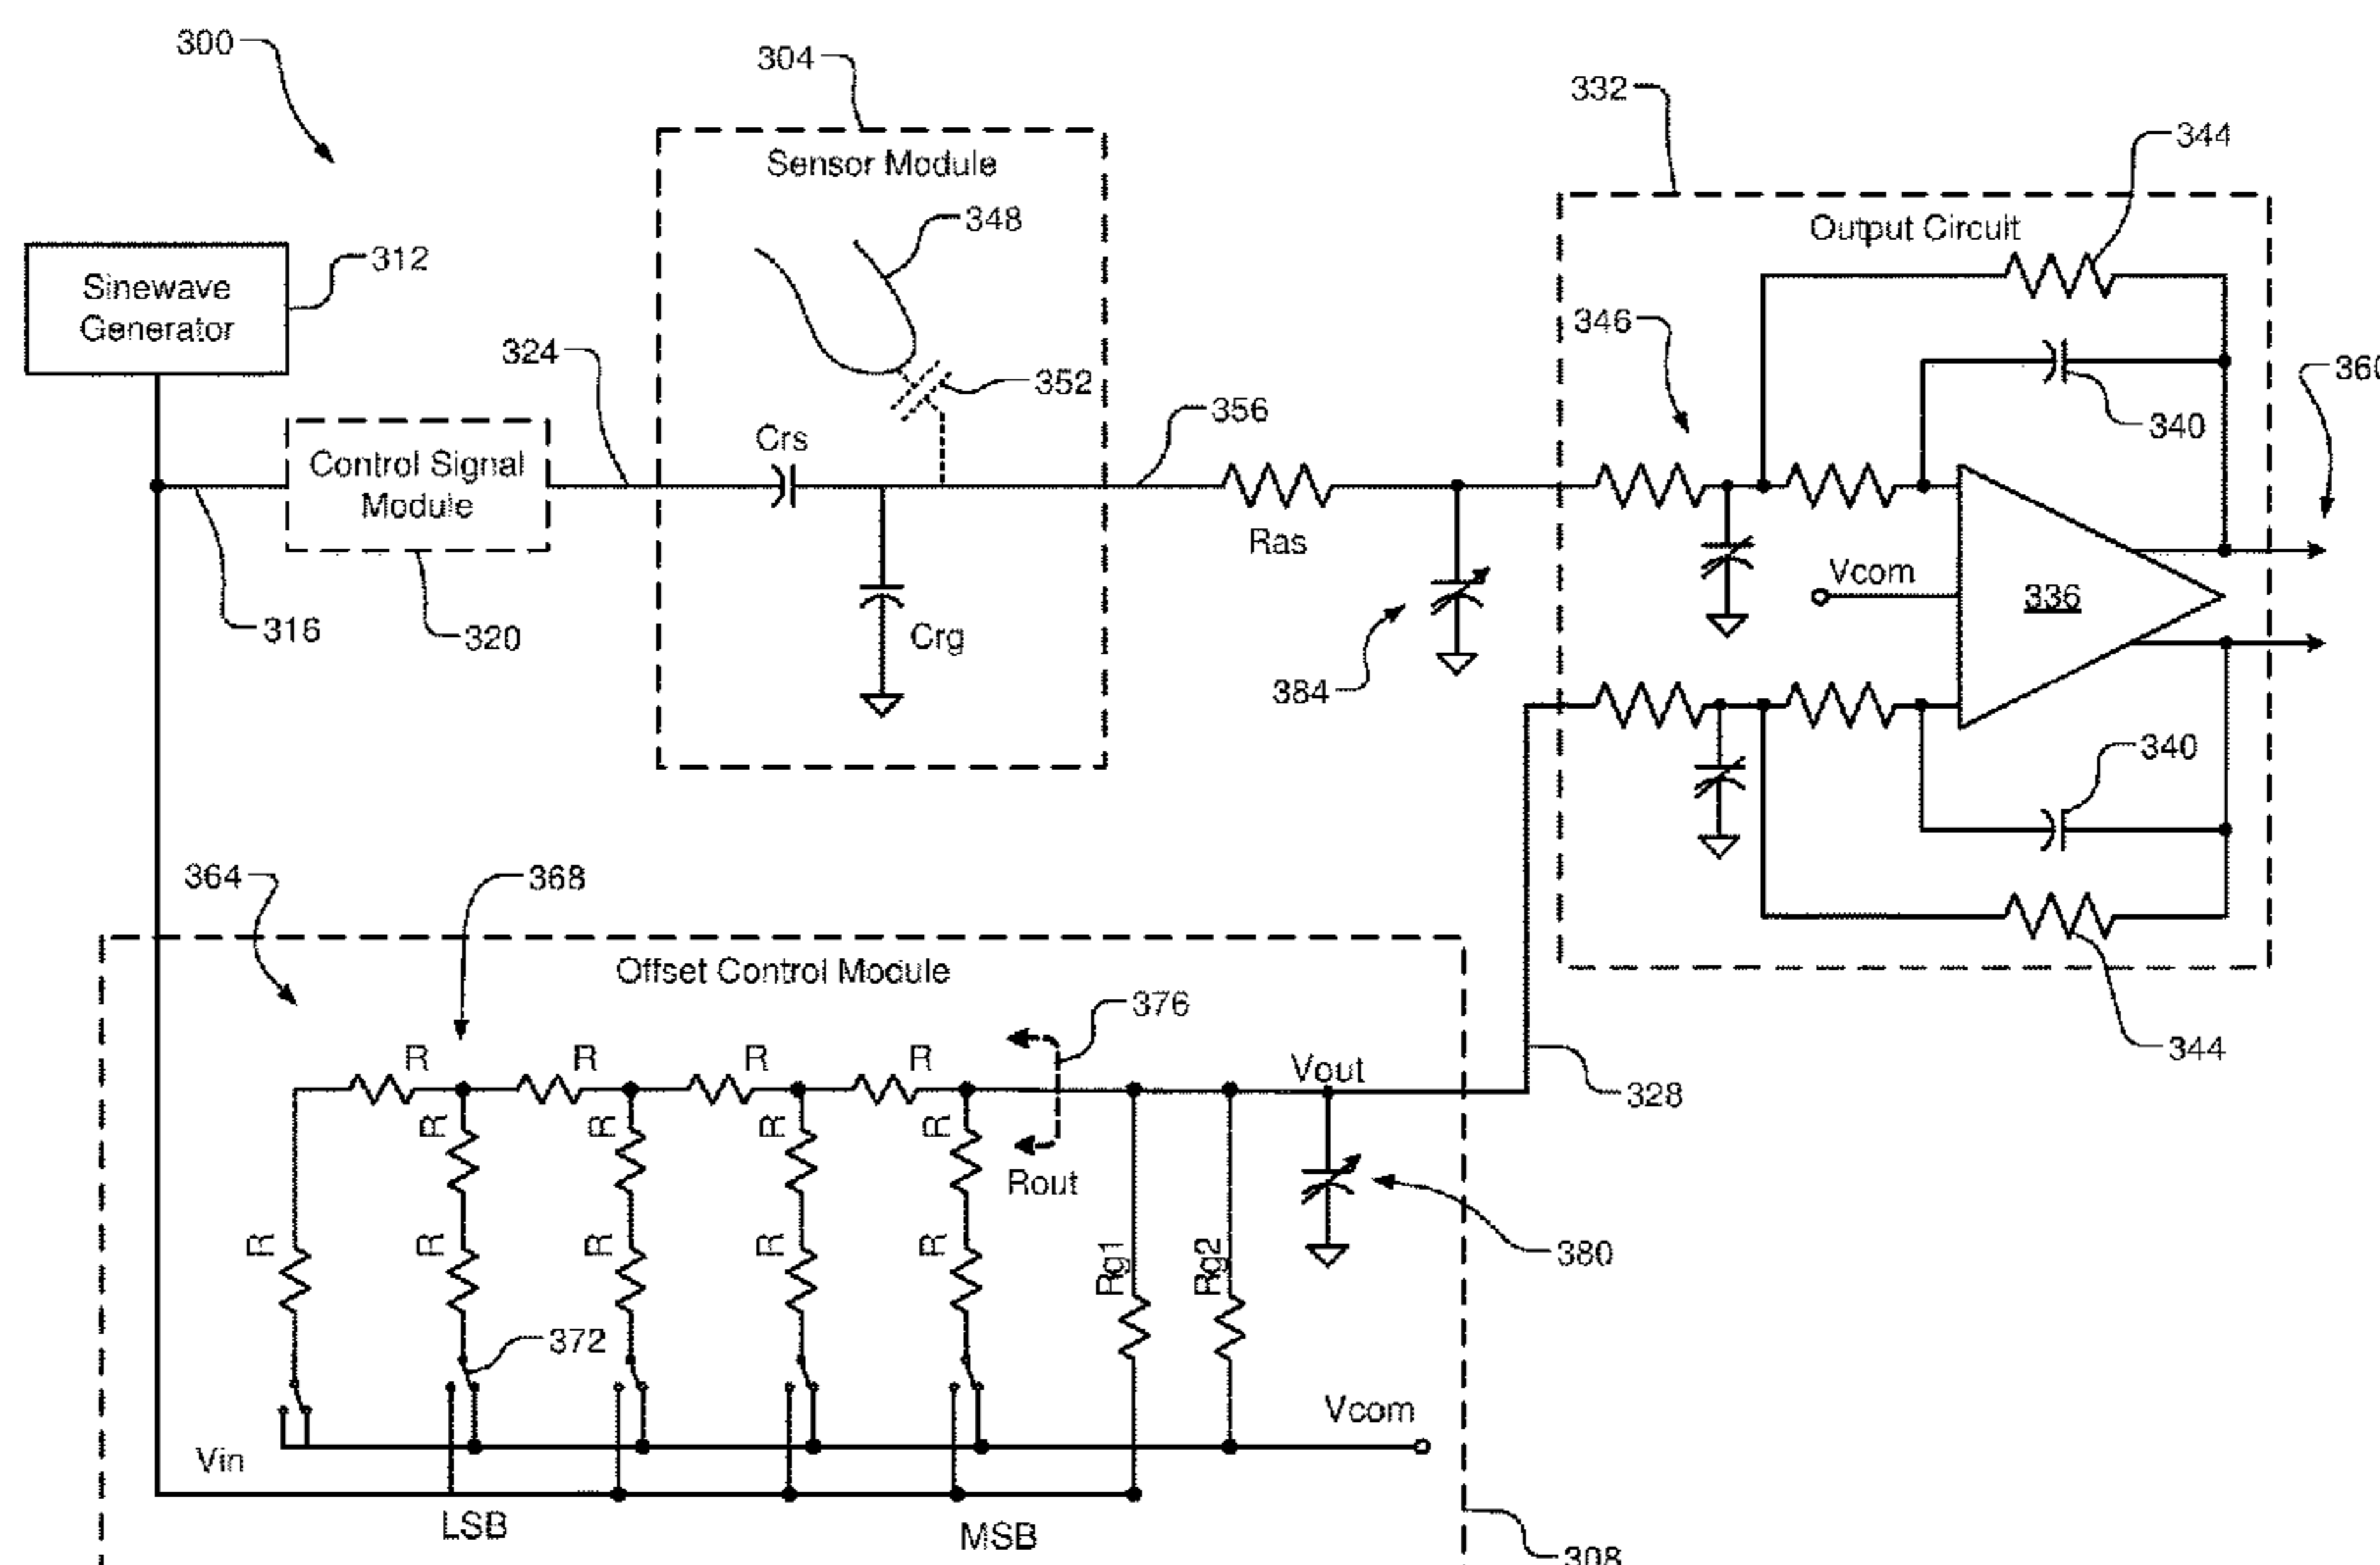 300
304
332
344
Sensor Module
348
Output Circuit
312
Sinewave
Generator
346
324
352
356
340
Crs
Control Signal
Module
Ras
Vcom
336
316
320
Crg
384
340
364
368
Offset Control Module
376
344
R
R
R
R
Vout
328
R
R
R
R
Rout
R
R
R
R
R
Rg1
Rg2
380
372
Vcom
Vin
LSB
MSB
308